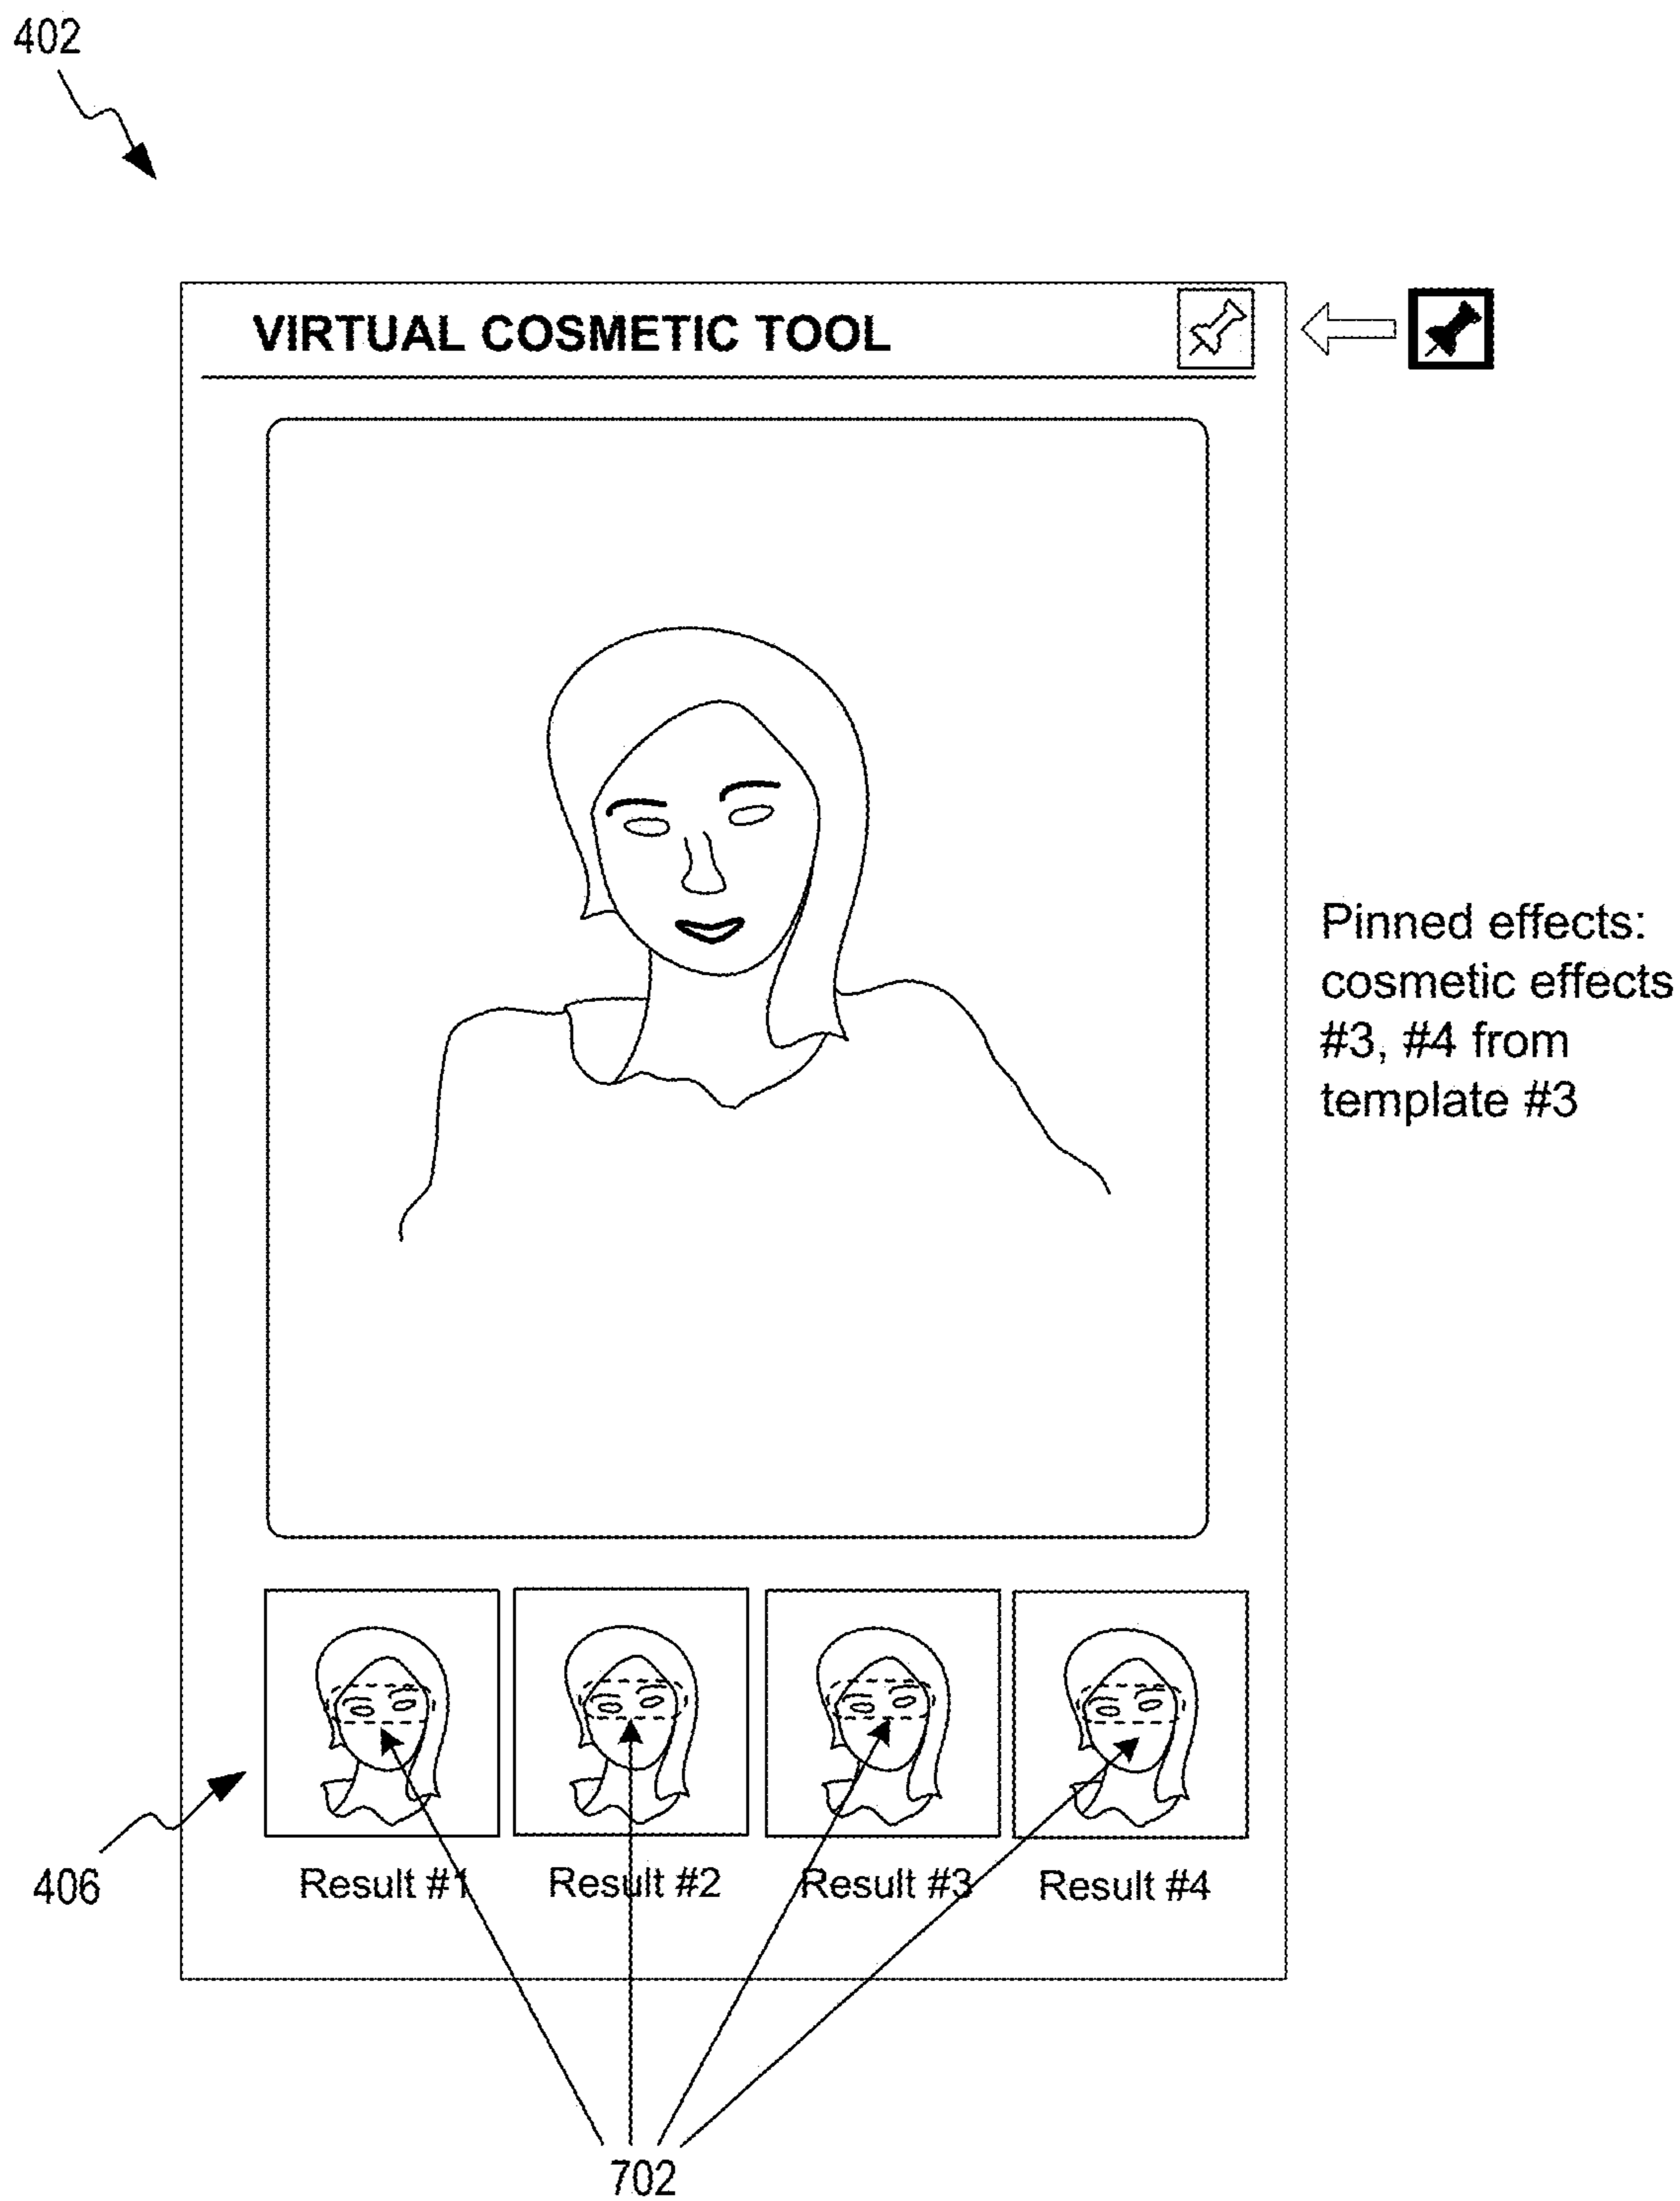 402
VIRTUAL COSMETIC TOOL
Pinned effects:
cosmetic effects
#3, #4 from
template #3
406
Result #1
Result #2
Result #3
Result #4
702